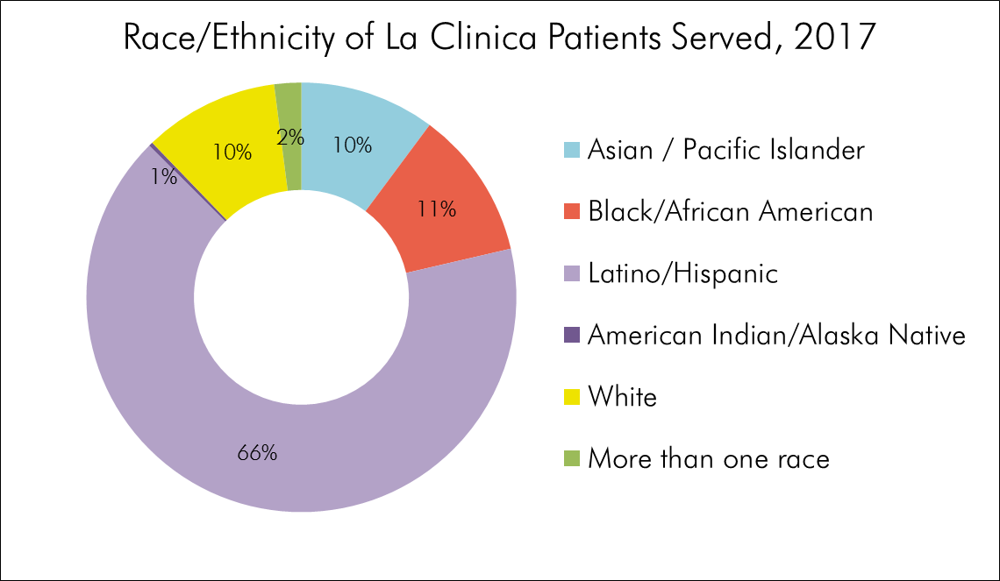 Race/Ethnicity of La Clinica Patients Served, 2017
2%
10%
10%
1%
11%
66%
Asian / Pacific Islander
Black/African American
Latino/Hispanic
American Indian/Alaska Native
White
More than one race